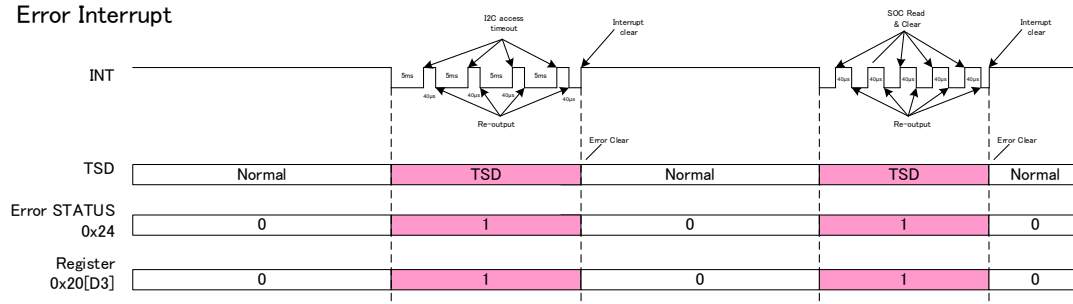 Error Interrupt
I2C access
timeout
Interrupt
clear
SOC Read
& Clear
Interrupt
clear
INT
5ms 5ms 5ms 5ms
40μs 40μs 40μs 40μs
40μs 40μs 40μs 40μs 40μs
Re-output
Re-output
Error Clear
Error Clear
TSD
Normal TSD Normal TSD Normal
Error STATUS
0x24
0 1 0 1 0
Register
0x20[D3]
0 1 0 1 0